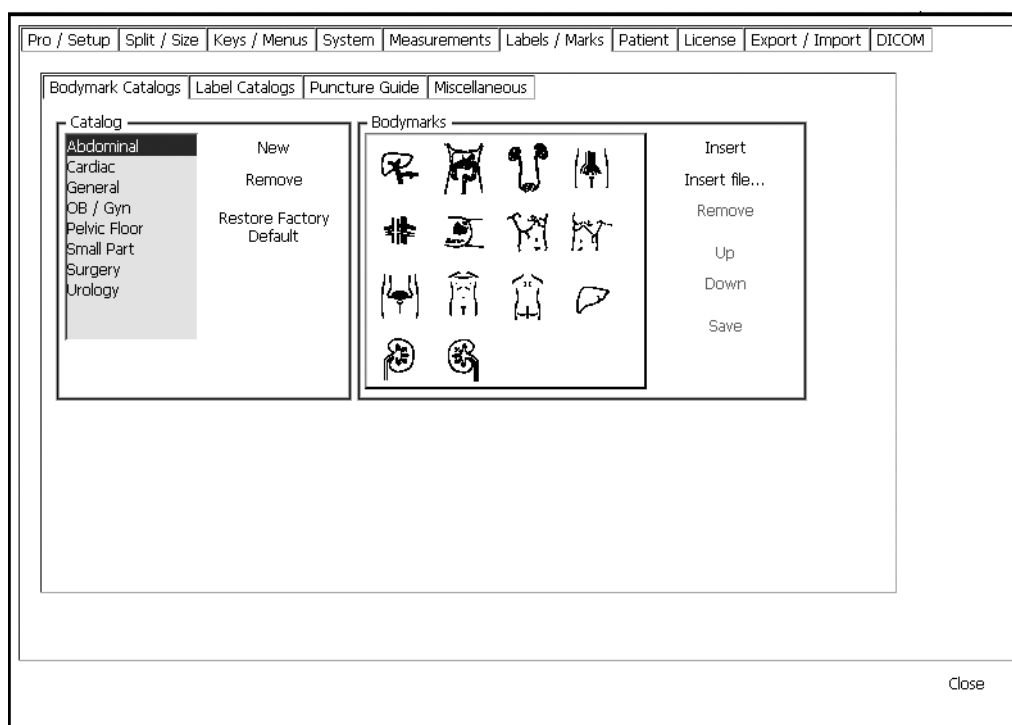 Pro / Setup Split / Size Keys / Menus System Measurements Labels / Marks Patient License Export / Import DICOM
Bodymark Catalogs Label Catalogs Puncture Guide Miscellaneous
Catalog
Abdominal
Cardiac
General
OB / Gyn
Pelvic Floor
Small Part
Surgery
Urology
New
Remove
Restore Factory
Default
Bodymarks
Insert
Insert file...
Remove
Up
Down
Save
Close